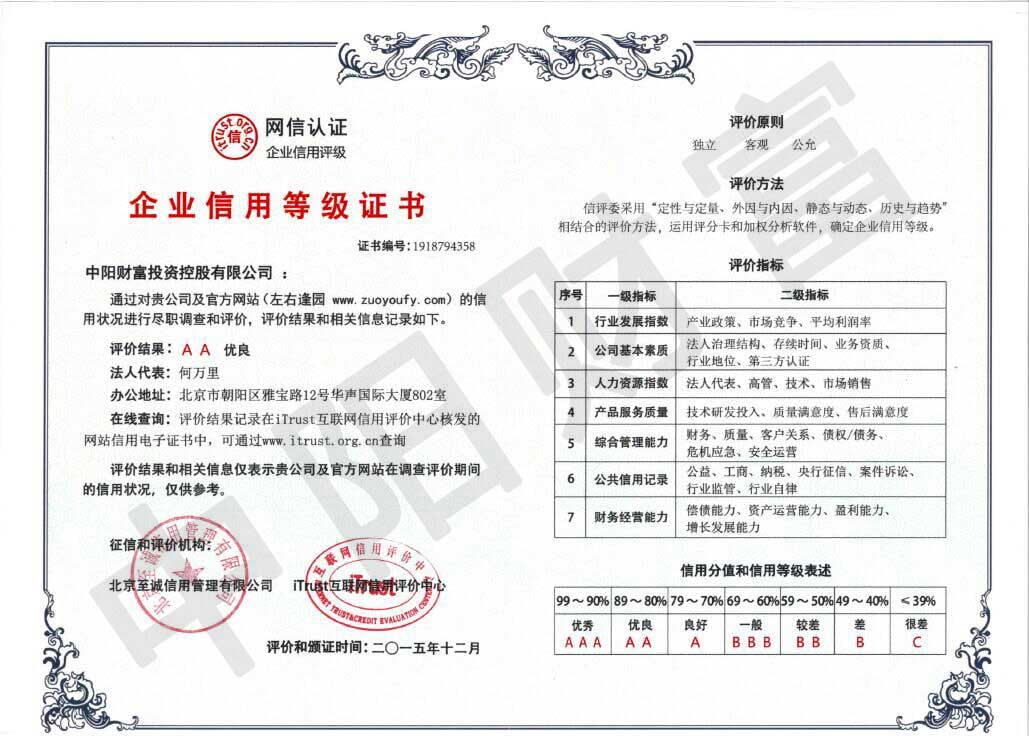 itrust.org.cn
信
网信认证
企业信用评级
企业信用等级证书
证书编号:1918794358
中阳财富投资控股有限公司 :
通过对贵公司及官方网站(左右逢园 www.zuoyoufy.com)的信
用状况进行尽职调查和评价，评价结果和相关信息记录如下。
评价结果: AA 优良
法人代表: 何万里
办公地址: 北京市朝阳区雅宝路12号华声国际大厦802室
在线查询: 评价结果记录在iTrust互联网信用评价中心核发的
网站信用电子证书中，可通过www.itrust.org.cn查询
评价结果和相关信息仅表示贵公司及官方网站在调查评价期间
的信用状况，仅供参考。
征信和评价机构:
北京至诚信用管理有限公司 iTrust互联网信用评价中心
北京至诚信用管理有限公司
互联网信用评价中心
iTrust
INTERNET TRUST&CREDIT EVALUATION CENTER
评价和颁证时间: 二〇一五年十二月
评价原则
独立 客观 公允
评价方法
信评委采用“定性与定量、外因与内因、静态与动态、历史与趋势”
相结合的评价方法，运用评分卡和加权分析软件，确定企业信用等级。
评价指标
序号 一级指标 二级指标
1 行业发展指数 产业政策、市场竞争、平均利润率
2 公司基本素质 法人治理结构、存续时间、业务资质、
行业地位、第三方认证
3 人力资源指数 法人代表、高管、技术、市场销售
4 产品服务质量 技术研发投入、质量满意度、售后满意度
5 综合管理能力 财务、质量、客户关系、债权/债务、
危机应急、安全运营
6 公共信用记录 公益、工商、纳税、央行征信、案件诉讼、
行业监管、行业自律
7 财务经营能力 偿债能力、资产运营能力、盈利能力、
增长发展能力
信用分值和信用等级表述
99～90% 89～80% 79～70% 69～60% 59～50% 49～40% ≤39%
优秀 优良 良好 一般 较差 差 很差
AAA AA A BBB BB B C
中阳财富